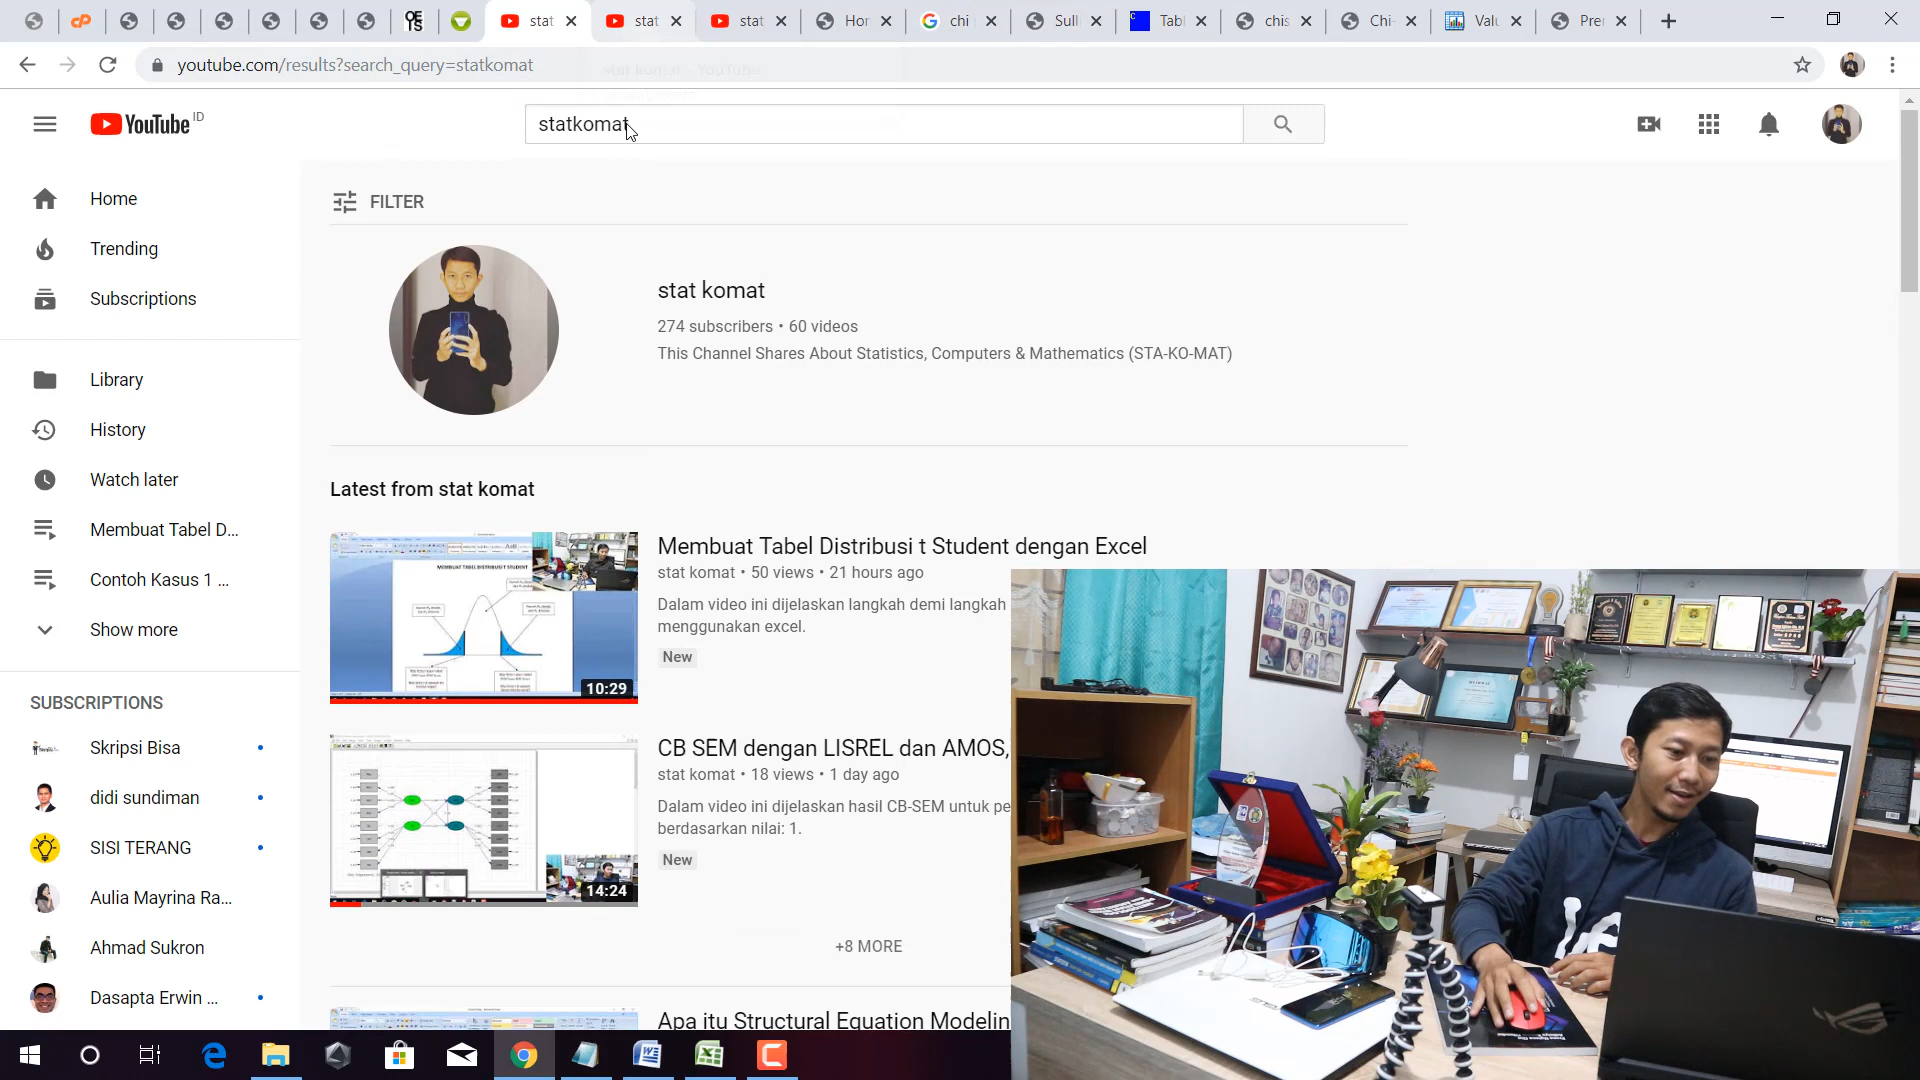 stat
stat
stat
Hor
chi
Sull
Tabl
chis
Chi-
Valu
Prer
youtube.com/results?search_query=statkomat
YouTube ID
statkomat
Home
Trending
Subscriptions
Library
History
Watch later
Membuat Tabel D...
Contoh Kasus 1 ...
Show more
SUBSCRIPTIONS
Skripsi Bisa
didi sundiman
SISI TERANG
Aulia Mayrina Ra...
Ahmad Sukron
Dasapta Erwin ...
FILTER
stat komat
274 subscribers • 60 videos
This Channel Shares About Statistics, Computers & Mathematics (STA-KO-MAT)
Latest from stat komat
MEMBUAT TABEL DISTRIBUSI T STUDENT
10:29
Membuat Tabel Distribusi t Student dengan Excel
stat komat • 50 views • 21 hours ago
Dalam video ini dijelaskan langkah demi langkah
menggunakan excel.
New
14:24
CB SEM dengan LISREL dan AMOS,
stat komat • 18 views • 1 day ago
Dalam video ini dijelaskan hasil CB-SEM untuk pe
berdasarkan nilai: 1.
New
+8 MORE
Apa itu Structural Equation Modelin